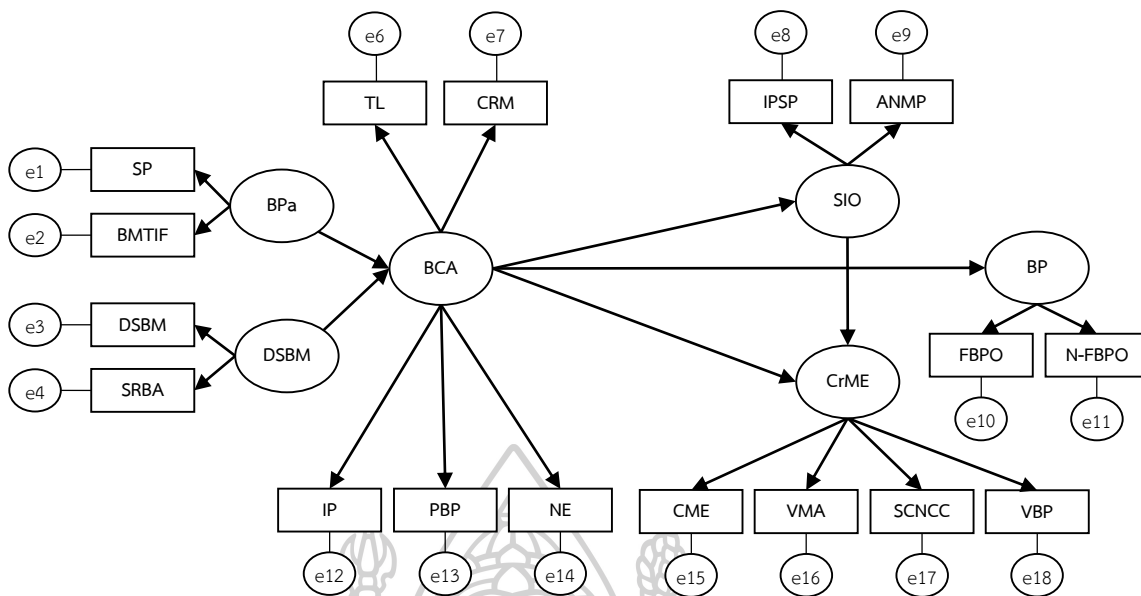 e6
e7
e8
e9
TL
CRM
IPSP
ANMP
e1
SP
BPa
SIO
e2
BMTIF
BCA
BP
e3
DSBM
DSBM
FBPO
N-FBPO
e4
SRBA
CrME
e10
e11
IP
PBP
NE
CME
VMA
SCNCC
VBP
e12
e13
e14
e15
e16
e17
e18